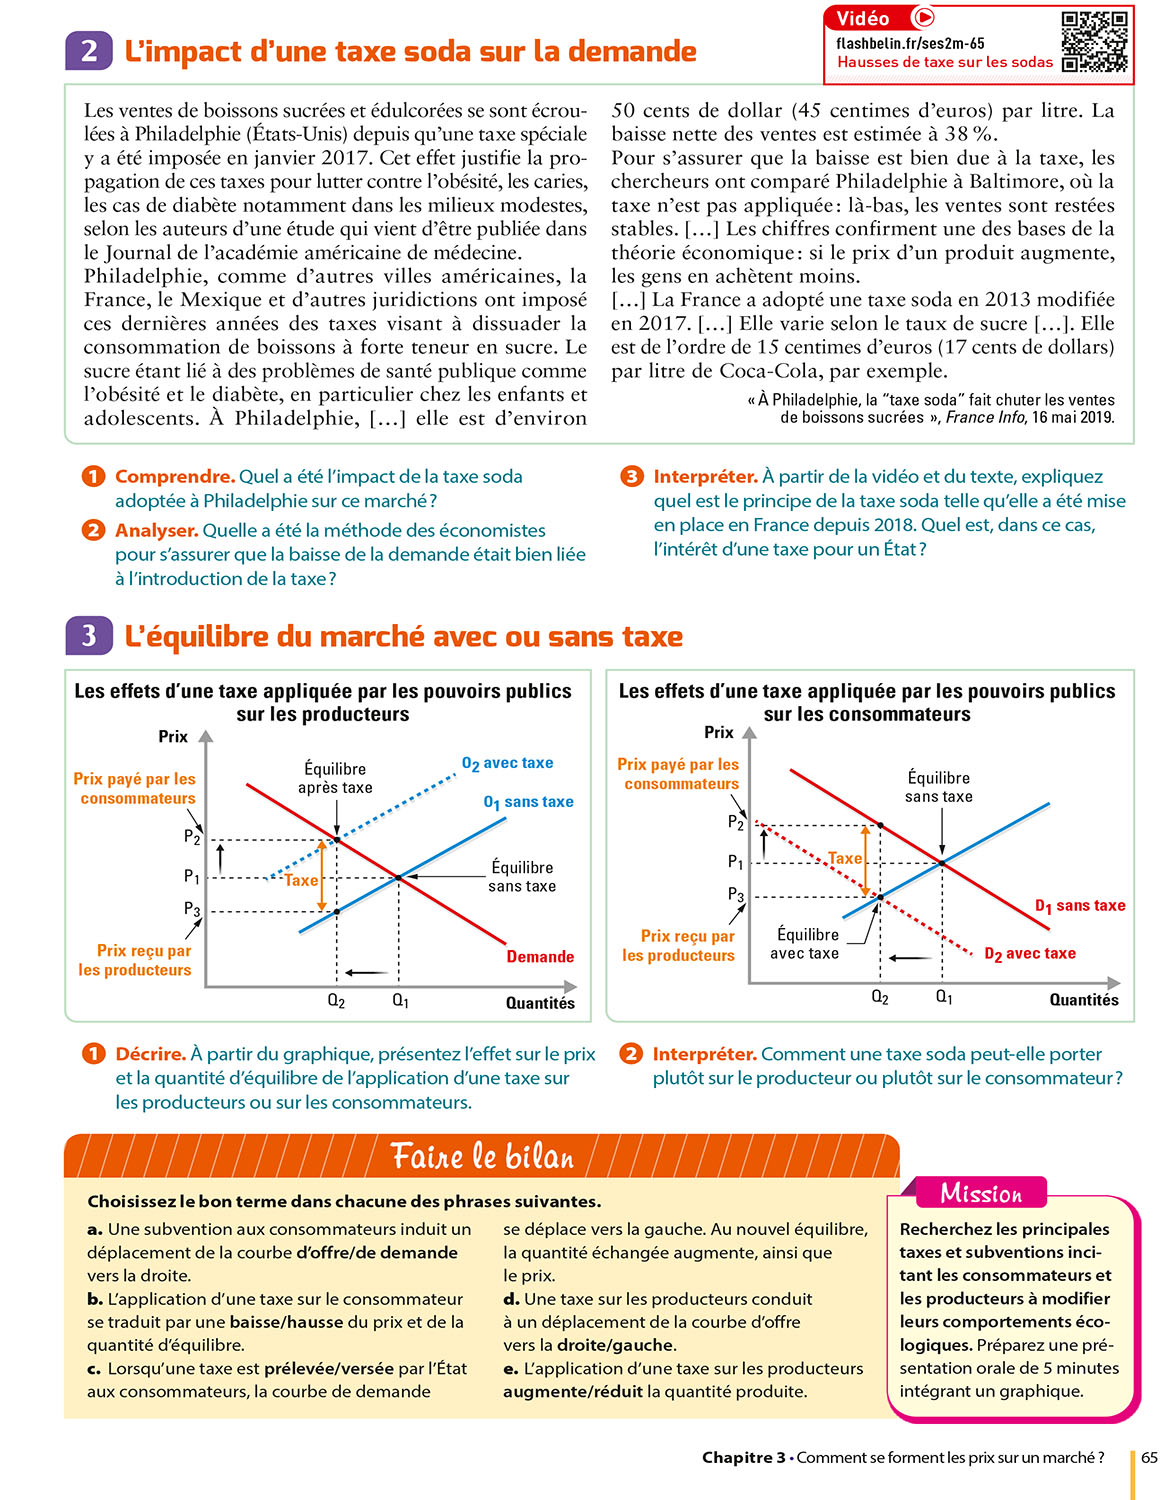 Vidéo
flashbelin.fr/ses2m-65
Hausses de taxe sur les sodas
2 L'impact d'une taxe soda sur la demande
Les ventes de boissons sucrées et édulcorées se sont écrou-
lées à Philadelphie (États-Unis) depuis qu'une taxe spéciale
y a été imposée en janvier 2017. Cet effet justifie la pro-
pagation de ces taxes pour lutter contre l'obésité, les caries,
les cas de diabète notamment dans les milieux modestes,
selon les auteurs d'une étude qui vient d'être publiée dans
le Journal de l'académie américaine de médecine.
Philadelphie, comme d'autres villes américaines, la
France, le Mexique et d'autres juridictions ont imposé
ces dernières années des taxes visant à dissuader la
consommation de boissons à forte teneur en sucre. Le
sucre étant lié à des problèmes de santé publique comme
l'obésité et le diabète, en particulier chez les enfants et
adolescents. À Philadelphie, […] elle est d'environ
50 cents de dollar (45 centimes d'euros) par litre. La
baisse nette des ventes est estimée à 38 %.
Pour s'assurer que la baisse est bien due à la taxe, les
chercheurs ont comparé Philadelphie à Baltimore, où la
taxe n'est pas appliquée : là-bas, les ventes sont restées
stables. […] Les chiffres confirment une des bases de la
théorie économique : si le prix d'un produit augmente,
les gens en achètent moins.
[…] La France a adopté une taxe soda en 2013 modifiée
en 2017. […] Elle varie selon le taux de sucre […]. Elle
est de l'ordre de 15 centimes d'euros (17 cents de dollars)
par litre de Coca-Cola, par exemple.
« À Philadelphie, la "taxe soda" fait chuter les ventes
de boissons sucrées », France Info, 16 mai 2019.
1 Comprendre. Quel a été l'impact de la taxe soda
adoptée à Philadelphie sur ce marché ?
2 Analyser. Quelle a été la méthode des économistes
pour s'assurer que la baisse de la demande était bien liée
à l'introduction de la taxe ?
3 Interpréter. À partir de la vidéo et du texte, expliquez
quel est le principe de la taxe soda telle qu'elle a été mise
en place en France depuis 2018. Quel est, dans ce cas,
l'intérêt d'une taxe pour un État ?
3 L'équilibre du marché avec ou sans taxe
Les effets d'une taxe appliquée par les pouvoirs publics
sur les producteurs
Prix
Prix payé par les
consommateurs
Équilibre
après taxe
O2 avec taxe
O1 sans taxe
P2
P1
P3
Taxe
Équilibre
sans taxe
Prix reçu par
les producteurs
Demande
Q2
Q1
Quantités
Les effets d'une taxe appliquée par les pouvoirs publics
sur les consommateurs
Prix
Prix payé par les
consommateurs
Équilibre
sans taxe
P2
P1
P3
Taxe
D1 sans taxe
Prix reçu par
les producteurs
Équilibre
avec taxe
D2 avec taxe
Q2
Q1
Quantités
1 Décrire. À partir du graphique, présentez l'effet sur le prix
et la quantité d'équilibre de l'application d'une taxe sur
les producteurs ou sur les consommateurs.
2 Interpréter. Comment une taxe soda peut-elle porter
plutôt sur le producteur ou plutôt sur le consommateur ?
Faire le bilan
Choisissez le bon terme dans chacune des phrases suivantes.
a. Une subvention aux consommateurs induit un
déplacement de la courbe d'offre/de demande
vers la droite.
b. L'application d'une taxe sur le consommateur
se traduit par une baisse/hausse du prix et de la
quantité d'équilibre.
c. Lorsqu'une taxe est prélevée/versée par l'État
aux consommateurs, la courbe de demande
se déplace vers la gauche. Au nouvel équilibre,
la quantité échangée augmente, ainsi que
le prix.
d. Une taxe sur les producteurs conduit
à un déplacement de la courbe d'offre
vers la droite/gauche.
e. L'application d'une taxe sur les producteurs
augmente/réduit la quantité produite.
Mission
Recherchez les principales
taxes et subventions inci-
tant les consommateurs et
les producteurs à modifier
leurs comportements éco-
logiques. Préparez une pré-
sentation orale de 5 minutes
intégrant un graphique.
Chapitre 3 • Comment se forment les prix sur un marché ? 65